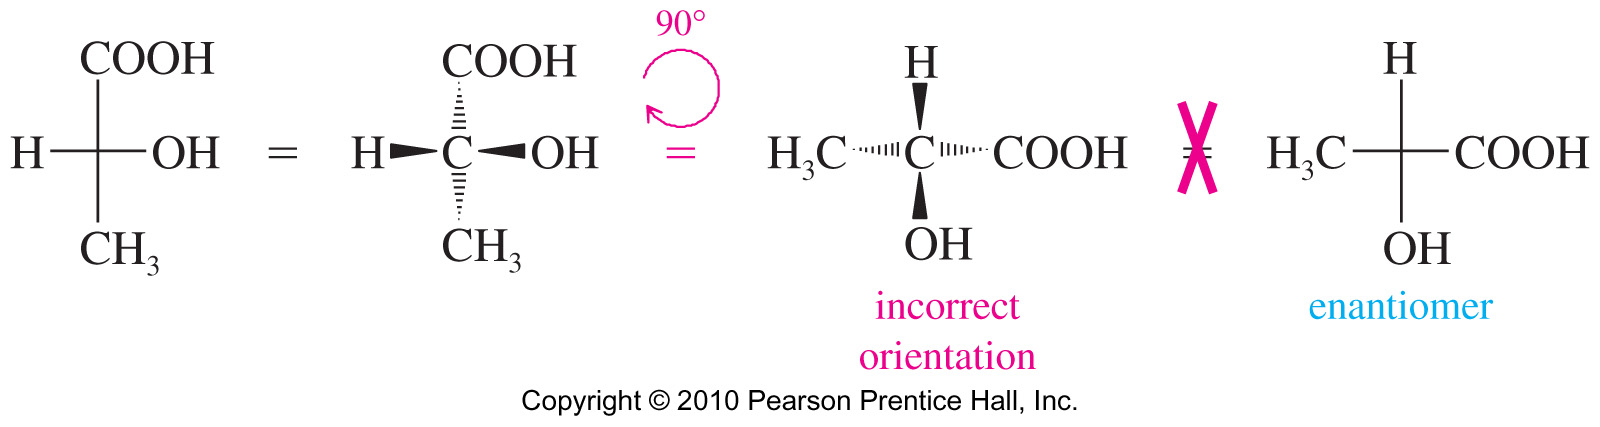 90°
COOH COOH H H
H OH = H C OH = H₃C C COOH = H₃C COOH
CH₃ CH₃ OH OH
incorrect enantiomer
orientation
Copyright © 2010 Pearson Prentice Hall, Inc.